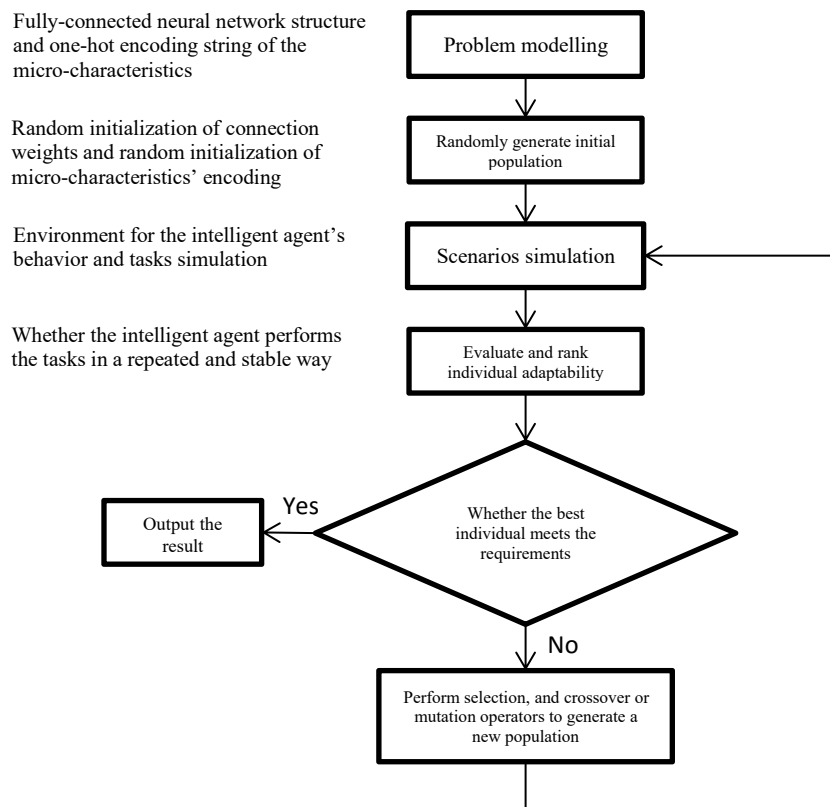 Fully-connected neural network structure
and one-hot encoding string of the
micro-characteristics
Problem modelling
Random initialization of connection
weights and random initialization of
micro-characteristics’ encoding
Randomly generate initial
population
Environment for the intelligent agent’s
behavior and tasks simulation
Scenarios simulation
Whether the intelligent agent performs
the tasks in a repeated and stable way
Evaluate and rank
individual adaptability
Whether the best
individual meets the
requirements
Yes
Output the
result
No
Perform selection, and crossover or
mutation operators to generate a
new population